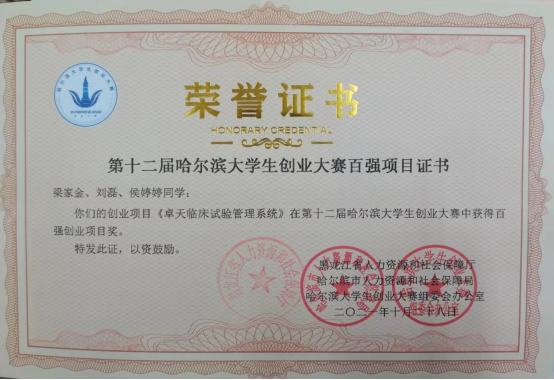 荣誉证书
HONORARY CREDENTIAL
第十二届哈尔滨大学生创业大赛百强项目证书
梁家金、刘磊、侯婷婷同学：
你们的创业项目《卓天临床试验管理系统》在第十二届哈尔滨大学生创业大赛中获得百
强创业项目奖。
特发此证，以资鼓励。
黑龙江省人力资源和社会保障厅
哈尔滨市人力资源和社会保障局
哈尔滨大学生创业大赛组委会办公室
二〇二一年十月二十八日